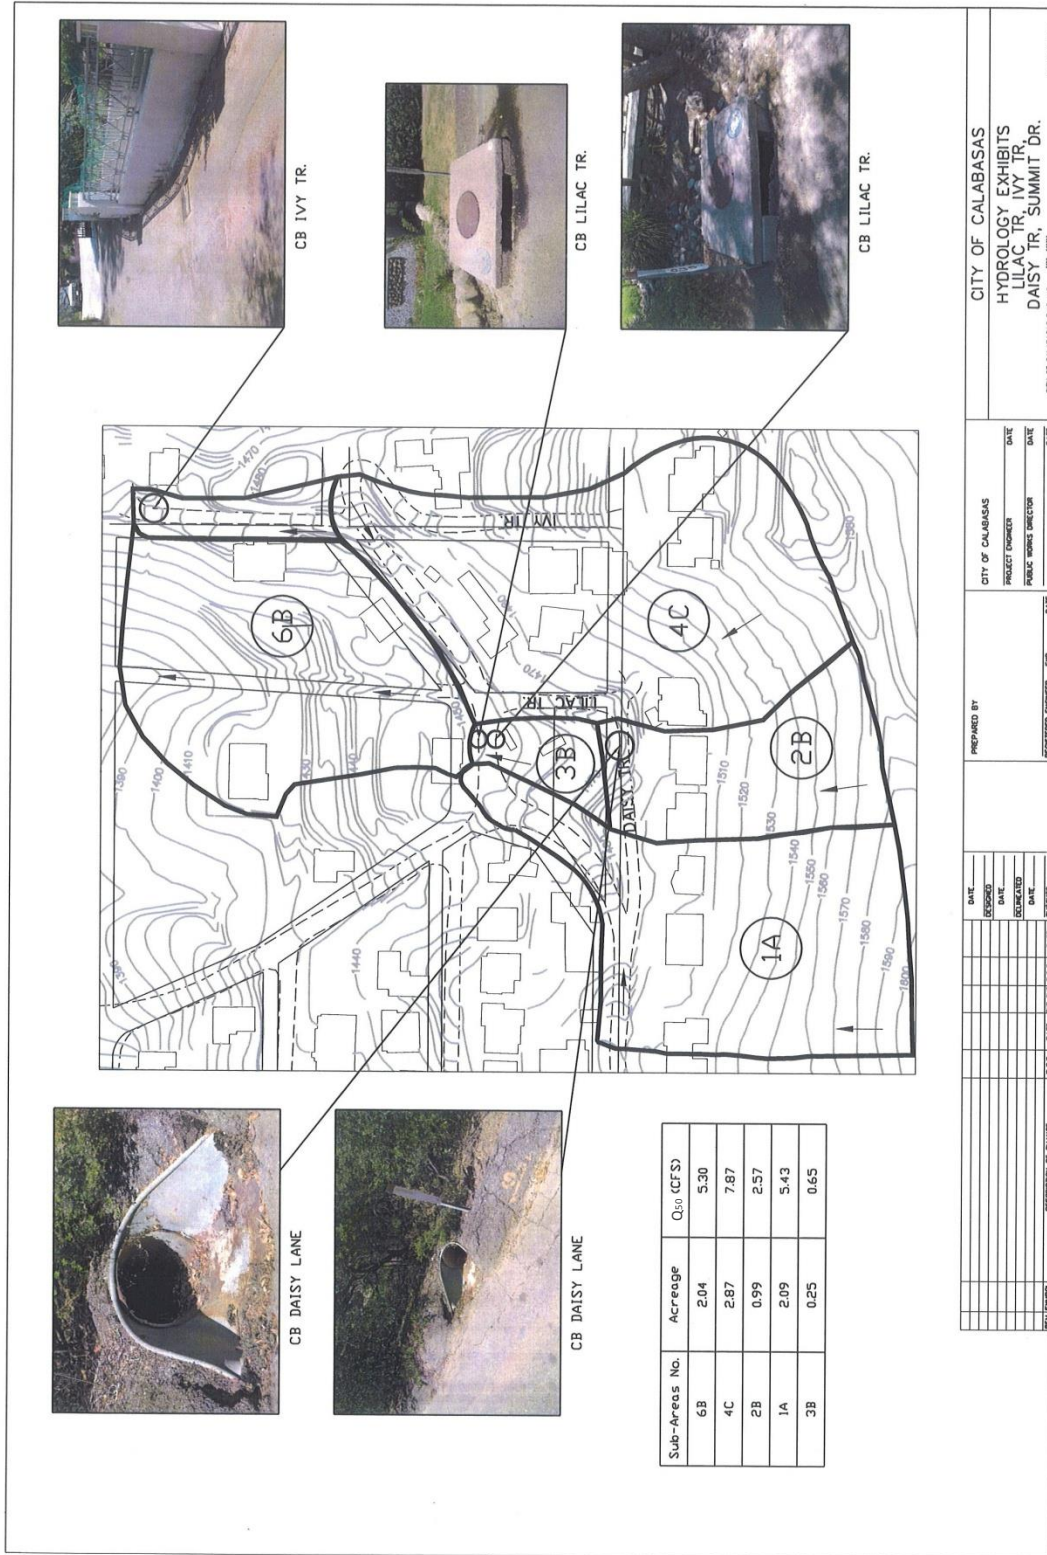 CB IVY TR.
CB LILAC TR.
CB LILAC TR.
CB DAISY LANE
CB DAISY LANE
6B
4C
3B
2B
1A
IVY TR.
LILAC TR.
DAISY TR.
1470
1480
1390
1400
1410
1430
1440
1450
1470
1510
1520
1530
1540
1550
1560
1570
1580
1590
1600
1440
Sub-Areas No. Acreage Q50 (CFS)
6B 2.04 5.30
4C 2.87 7.87
2B 0.99 2.57
1A 2.09 5.43
3B 0.25 0.65
DATE
DESIGNED
DATE
DELINEATED
DATE
PREPARED BY
CITY OF CALABASAS
PROJECT ENGINEER DATE
PUBLIC WORKS DIRECTOR DATE
CITY OF CALABASAS
HYDROLOGY EXHIBITS
LILAC TR, IVY TR,
DAISY TR, SUMMIT DR.